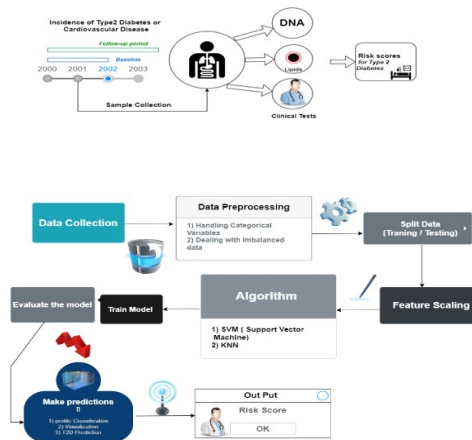 Incidence of Type2 Diabetes or
Cardiovascular Disease
Follow-up period
Baseline
2000 2001 2002 2003
Sample Collection
DNA
Lipids
Clinical Tests
Risk scores
for Type 2
Diabetes
Data Collection
Data Preprocessing
1) Handling Categorical
Variables
2) Dealing with Imbalanced
data
Split Data
(Traning / Testing)
Feature Scaling
Algorithm
1) SVM ( Support Vector
Machine)
2) KNN
Train Model
Evaluate the model
Make predictions
1) profile Classification
2) Visualization
3) T2D Prediction
Out Put
Risk Score
OK